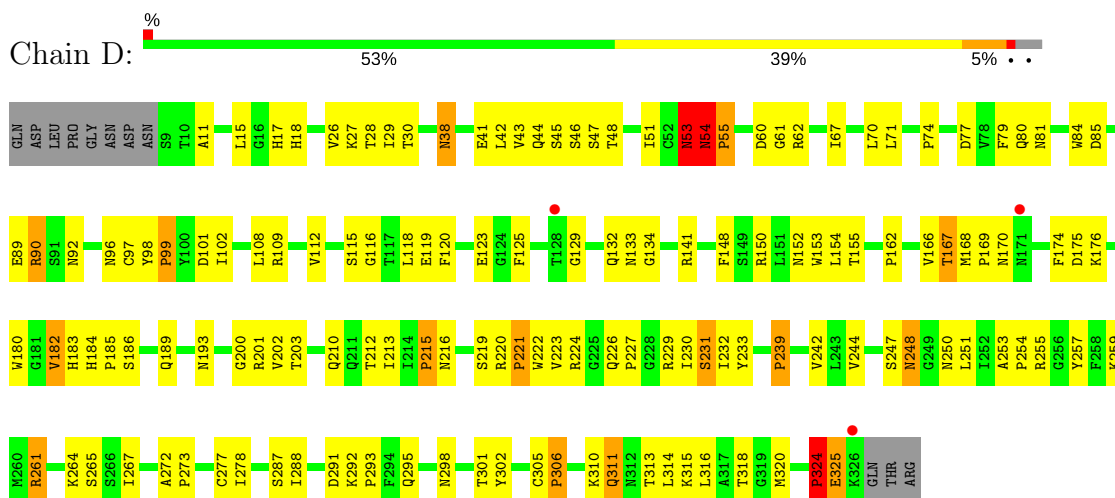 %
Chain D:
53% 39% 5% • •
GLN ASP LEU PRO GLY ASN ASP ASN S9 T10 A11 L15 G16 H17 H18 V26 K27 T28 I29 T30 N38 E41 L42 V43 Q44 S45 S46 S47 T48 I51 C52 N53 N54 P55 D60 G61 R62 I67 L70 L71 P74 D77 V78 F79 Q80 N81 W84 D85
E89 R90 S91 N92 N96 C97 Y98 P99 Y100 D101 I102 L108 R109 V112 S115 G116 T117 L118 E119 F120 E123 G124 F125 T128 G129 Q132 N133 G134 R141 F148 S149 R150 L151 N152 W153 L154 T155 P162 V166 T167 M168 P169 N170 N171 F174 D175 K176
W180 G181 V182 H183 H184 P185 S186 Q189 N193 G200 R201 V202 T203 Q210 Q211 T212 I213 I214 P215 N216 S219 R220 P221 W222 V223 R224 G225 Q226 P227 G228 R229 I230 S231 I232 Y233 P239 V242 L243 V244 S247 N248 G249 N250 L251 I252 A253 P254 R255 G256 Y257 F258 K259
M260 R261 K264 S265 S266 I267 A272 P273 C277 I278 S287 I288 D291 K292 P293 F294 Q295 N298 T301 Y302 C305 P306 K310 Q311 N312 T313 L314 K315 L316 A317 T318 G319 M320 P324 E325 K326 GLN THR ARG